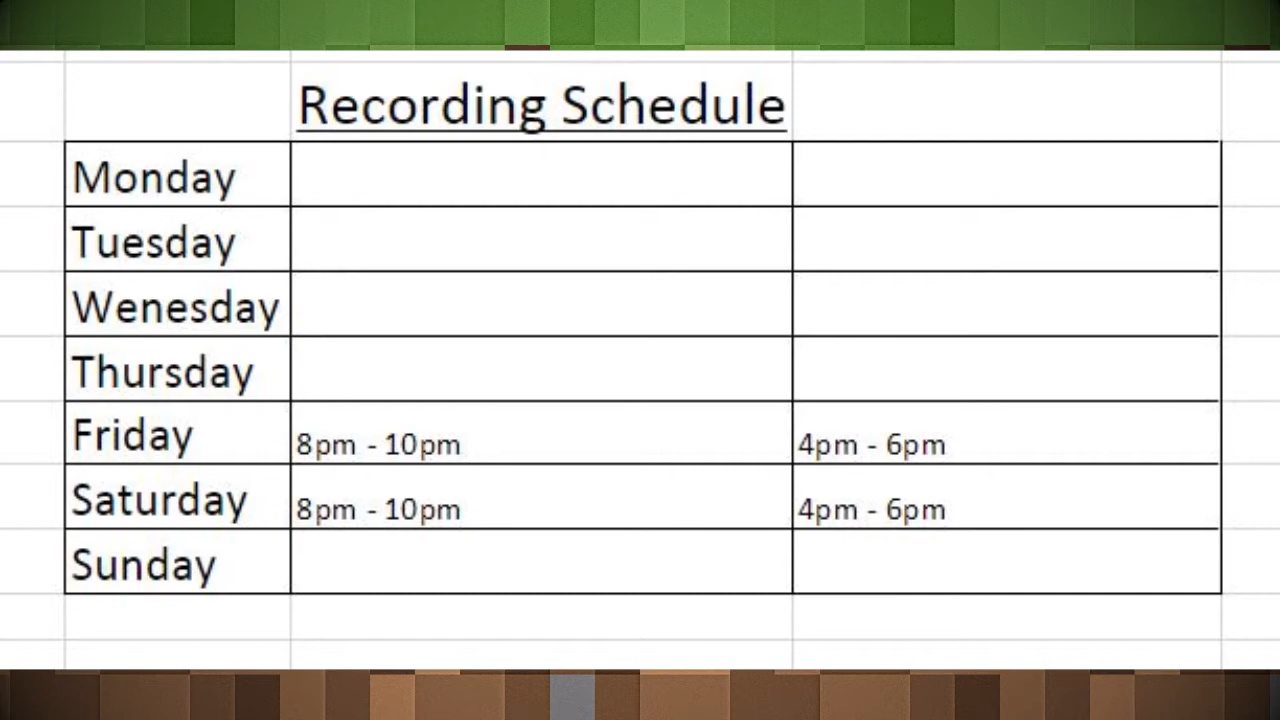 Recording Schedule
Monday
Tuesday
Wenesday
Thursday
Friday 8pm - 10pm 4pm - 6pm
Saturday 8pm - 10pm 4pm - 6pm
Sunday